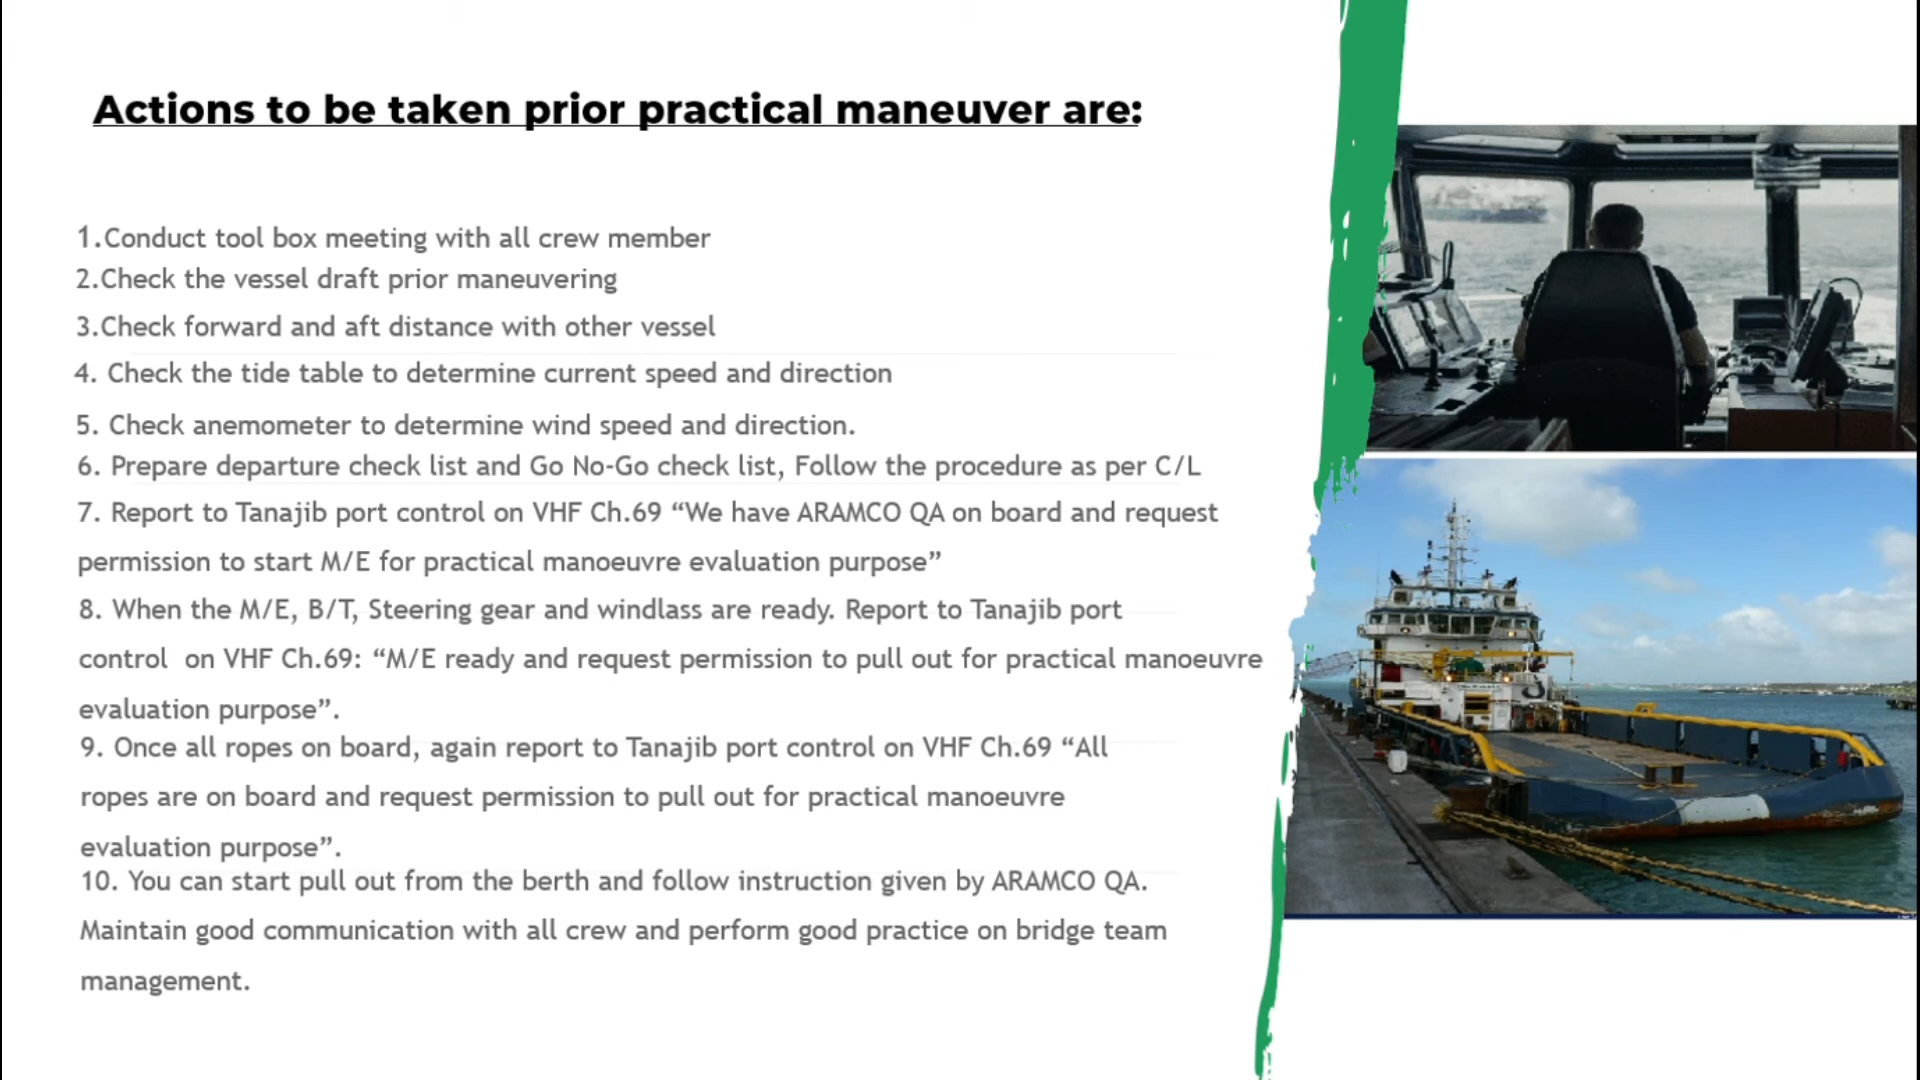 Actions to be taken prior practical maneuver are:
1.Conduct tool box meeting with all crew member
2.Check the vessel draft prior maneuvering
3.Check forward and aft distance with other vessel
4. Check the tide table to determine current speed and direction
5. Check anemometer to determine wind speed and direction.
6. Prepare departure check list and Go No-Go check list, Follow the procedure as per C/L
7. Report to Tanajib port control on VHF Ch.69 “We have ARAMCO QA on board and request
permission to start M/E for practical manoeuvre evaluation purpose”
8. When the M/E, B/T, Steering gear and windlass are ready. Report to Tanajib port
control  on VHF Ch.69: “M/E ready and request permission to pull out for practical manoeuvre
evaluation purpose”.
9. Once all ropes on board, again report to Tanajib port control on VHF Ch.69 “All
ropes are on board and request permission to pull out for practical manoeuvre
evaluation purpose”.
10. You can start pull out from the berth and follow instruction given by ARAMCO QA.
Maintain good communication with all crew and perform good practice on bridge team
management.